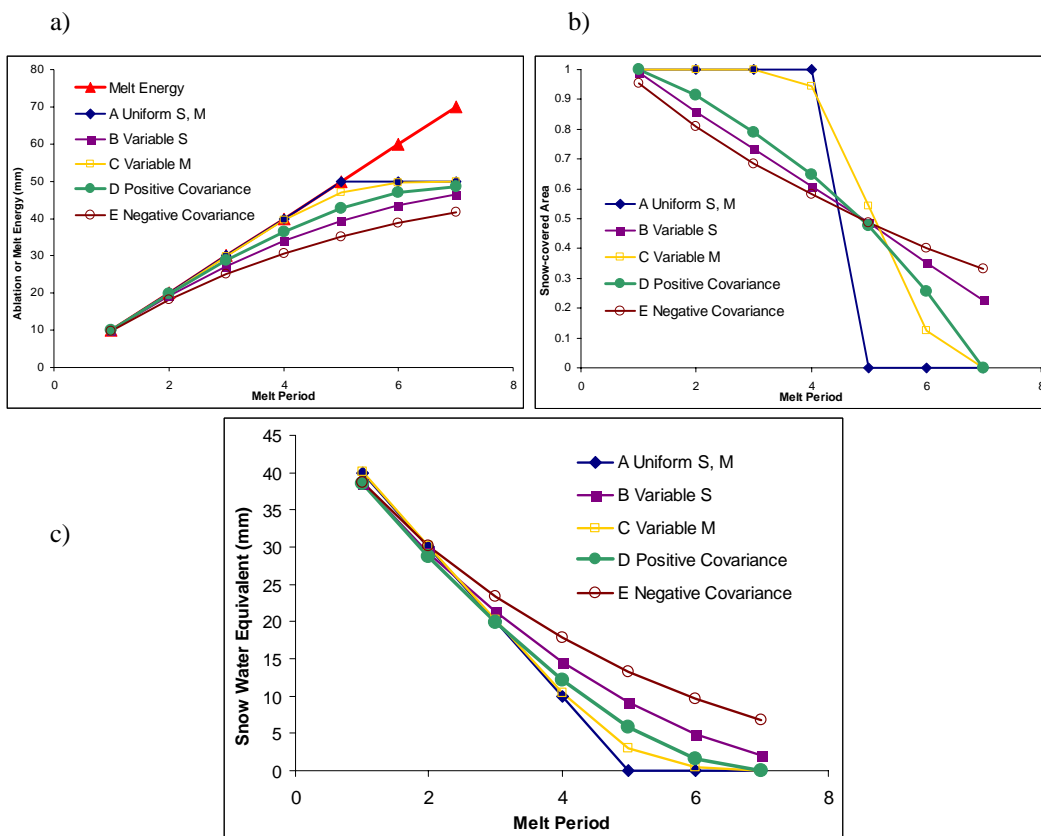 a)
b)
Ablation or Melt Energy (mm)
80
70
60
50
40
30
20
10
0
Melt Energy
A Uniform S, M
B Variable S
C Variable M
D Positive Covariance
E Negative Covariance
0 2 4 6 8
Melt Period
Snow-covered Area
1
0.9
0.8
0.7
0.6
0.5
0.4
0.3
0.2
0.1
0
A Uniform S, M
B Variable S
C Variable M
D Positive Covariance
E Negative Covariance
0 2 4 6 8
Melt Period
c)
Snow Water Equivalent (mm)
45
40
35
30
25
20
15
10
5
0
A Uniform S, M
B Variable S
C Variable M
D Positive Covariance
E Negative Covariance
0 2 4 6 8
Melt Period